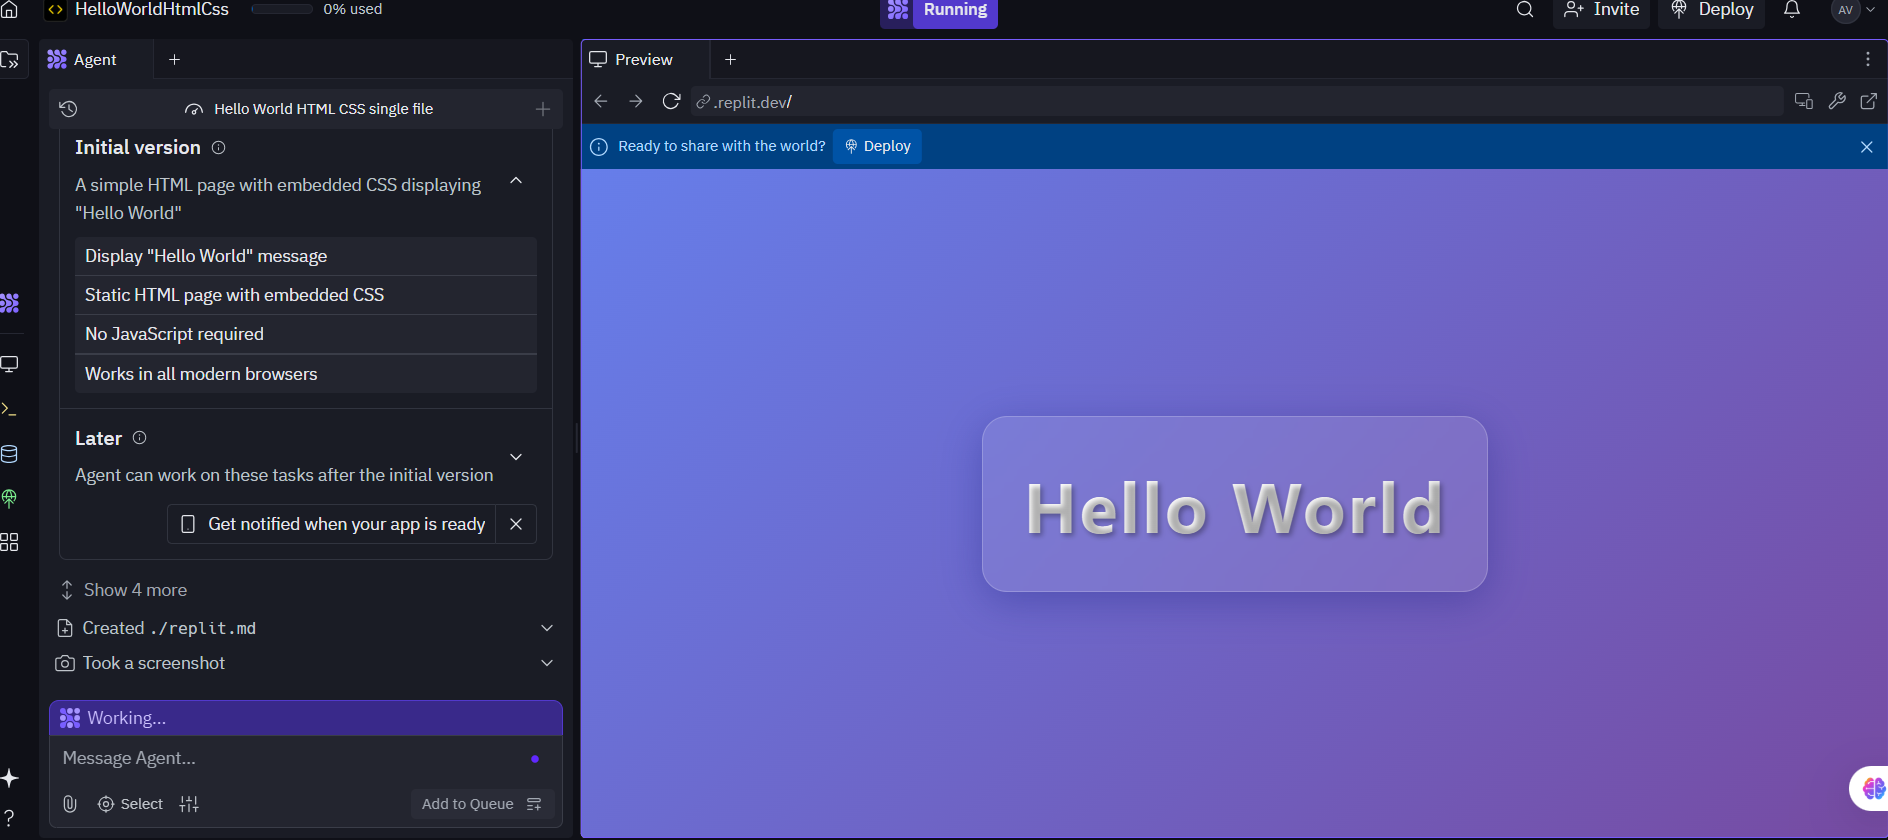 HelloWorldHtmlCss
0% used
Running
Invite
Deploy
AV
Agent
Hello World HTML CSS single file
Initial version
A simple HTML page with embedded CSS displaying
"Hello World"
Display "Hello World" message
Static HTML page with embedded CSS
No JavaScript required
Works in all modern browsers
Later
Agent can work on these tasks after the initial version
Get notified when your app is ready
Show 4 more
Created ./replit.md
Took a screenshot
Working...
Message Agent...
Select
Add to Queue
Preview
.replit.dev/
Ready to share with the world?
Deploy
Hello World